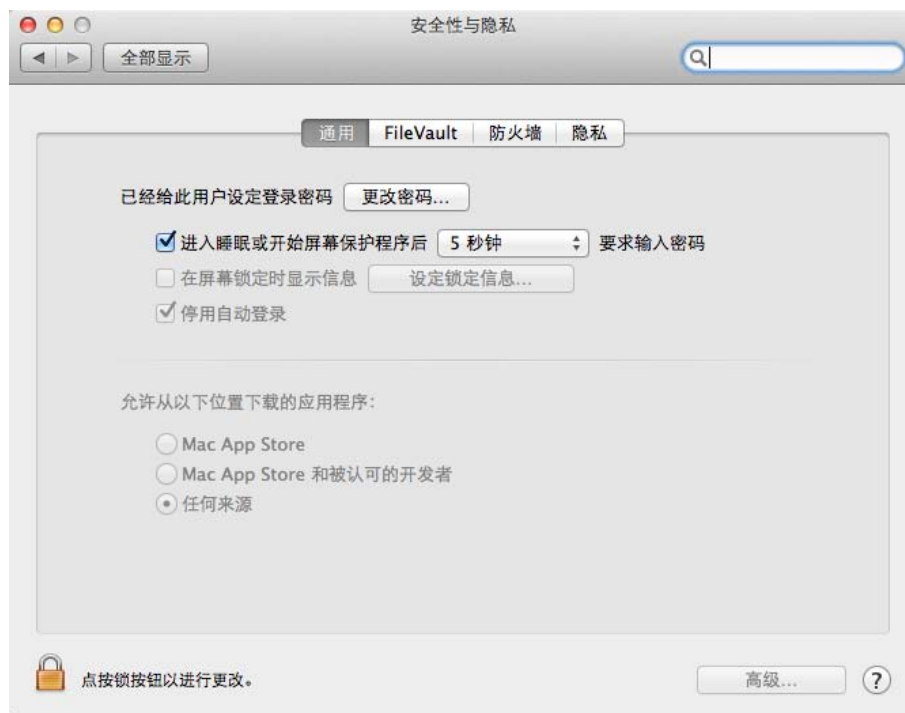 安全性与隐私
全部显示
通用 FileVault 防火墙 隐私
已经给此用户设定登录密码 更改密码...
进入睡眠或开始屏幕保护程序后 5 秒钟 要求输入密码
在屏幕锁定时显示信息 设定锁定信息...
停用自动登录
允许从以下位置下载的应用程序：
Mac App Store
Mac App Store 和被认可的开发者
任何来源
点按锁按钮以进行更改。 高级... ?